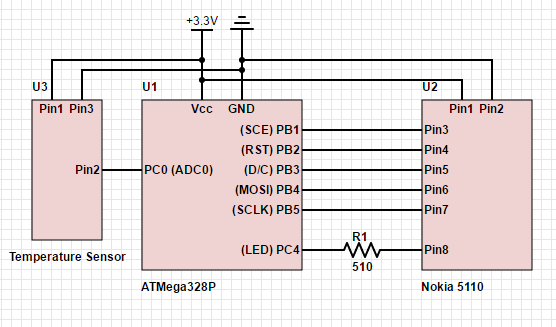 +3.3V
U3 U1 U2
Pin1 Pin3 Vcc GND Pin1 Pin2
(SCE) PB1 Pin3
(RST) PB2 Pin4
Pin2 PC0 (ADC0) (D/C) PB3 Pin5
(MOSI) PB4 Pin6
(SCLK) PB5 Pin7
R1
(LED) PC4 Pin8
Temperature Sensor 510
ATMega328P Nokia 5110